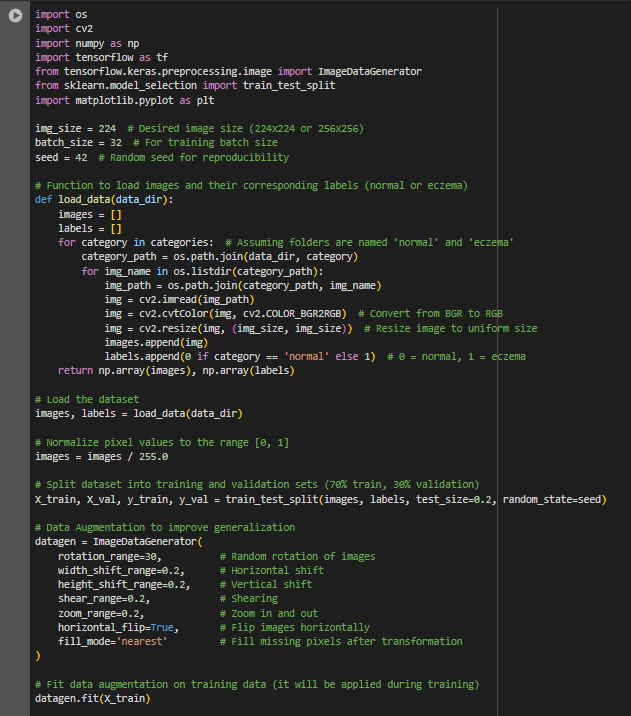 import os
import cv2
import numpy as np
import tensorflow as tf
from tensorflow.keras.preprocessing.image import ImageDataGenerator
from sklearn.model_selection import train_test_split
import matplotlib.pyplot as plt

img_size = 224  # Desired image size (224x224 or 256x256)
batch_size = 32  # For training batch size
seed = 42  # Random seed for reproducibility

# Function to load images and their corresponding labels (normal or eczema)
def load_data(data_dir):
    images = []
    labels = []
    for category in categories:  # Assuming folders are named 'normal' and 'eczema'
        category_path = os.path.join(data_dir, category)
        for img_name in os.listdir(category_path):
            img_path = os.path.join(category_path, img_name)
            img = cv2.imread(img_path)
            img = cv2.cvtColor(img, cv2.COLOR_BGR2RGB)  # Convert from BGR to RGB
            img = cv2.resize(img, (img_size, img_size))  # Resize image to uniform size
            images.append(img)
            labels.append(0 if category == 'normal' else 1)  # 0 = normal, 1 = eczema
    return np.array(images), np.array(labels)

# Load the dataset
images, labels = load_data(data_dir)

# Normalize pixel values to the range [0, 1]
images = images / 255.0

# Split dataset into training and validation sets (70% train, 30% validation)
X_train, X_val, y_train, y_val = train_test_split(images, labels, test_size=0.2, random_state=seed)

# Data Augmentation to improve generalization
datagen = ImageDataGenerator(
    rotation_range=30,         # Random rotation of images
    width_shift_range=0.2,     # Horizontal shift
    height_shift_range=0.2,    # Vertical shift
    shear_range=0.2,           # Shearing
    zoom_range=0.2,            # Zoom in and out
    horizontal_flip=True,      # Flip images horizontally
    fill_mode='nearest'        # Fill missing pixels after transformation
)

# Fit data augmentation on training data (it will be applied during training)
datagen.fit(X_train)